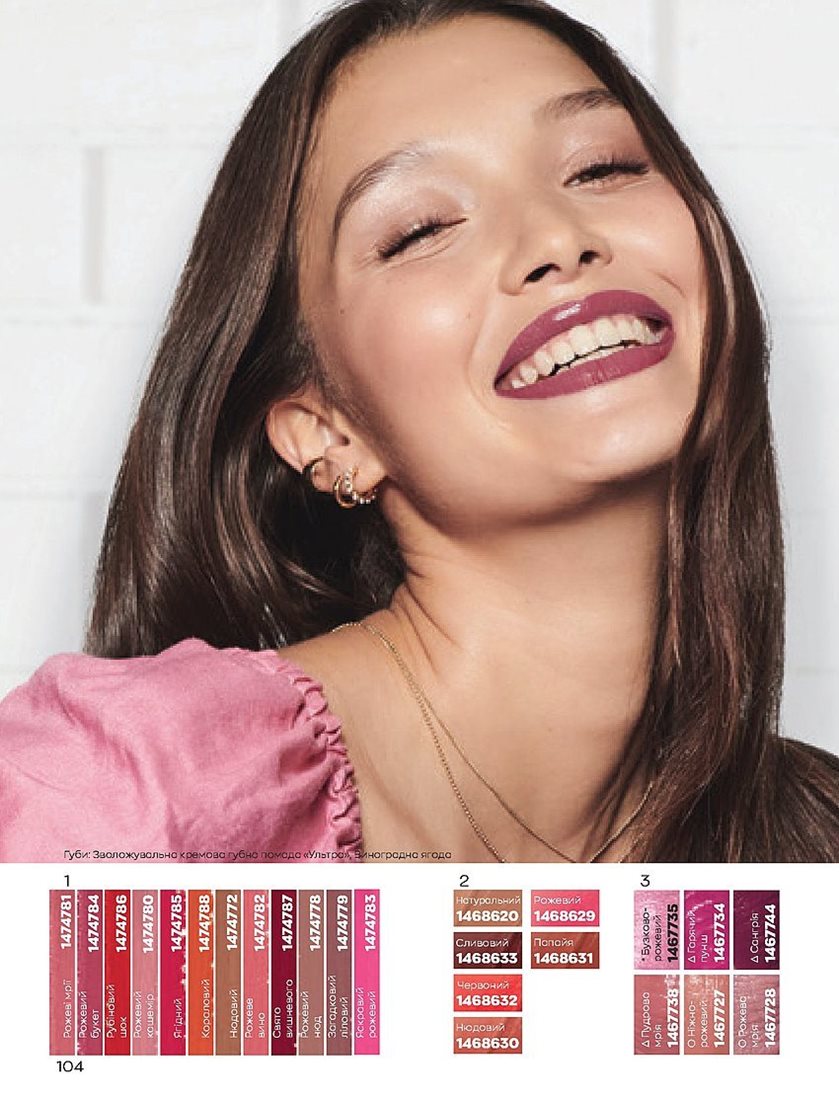 Губи: Зволожувальна кремова губна помада «Ультра», Виноградна ягода
1
1474781
Рожеві мрії
1474784
Рожевий
букет
1474786
Рубіновий
шок
1474780
Рожевий
кашемір
1474785
Ягідний
1474788
Кораловий
1474772
Нюдовий
1474782
Рожеве
вино
1474787
Свято
вишневого
1474778
Рожевий
нюд
1474779
Загадковий
ліловий
1474783
Яскравий
рожевий
2
Натуральний
1468620
Рожевий
1468629
Сливовий
1468633
Папайя
1468631
Червоний
1468632
Нюдовий
1468630
3
* Бузково-
рожевий
1467735
Δ Гарячий
пунш
1467734
Δ Сангрія
1467744
Δ Пудрова
мрія
1467738
О Ніжно-
рожевий
1467727
О Рожева
мрія
1467728
104